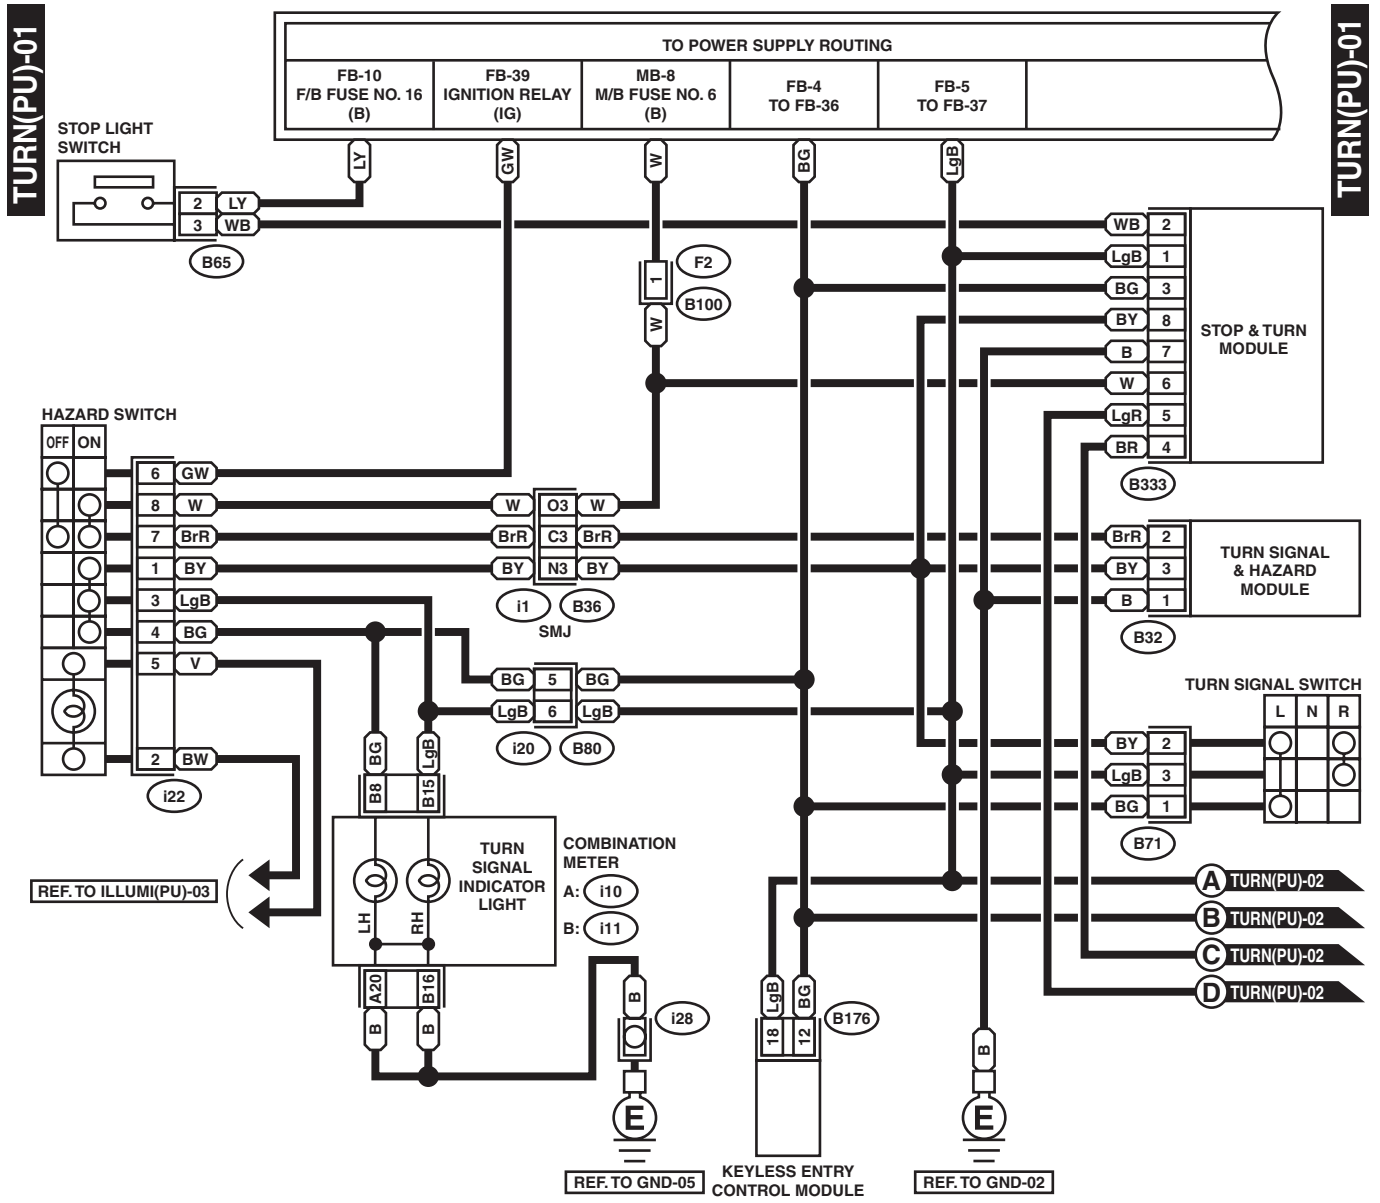 TURN(PU)-01
TURN(PU)-01
TO POWER SUPPLY ROUTING
FB-10
F/B FUSE NO. 16
(B)
FB-39
IGNITION RELAY
(IG)
MB-8
M/B FUSE NO. 6
(B)
FB-4
TO FB-36
FB-5
TO FB-37
LY
GW
W
BG
LgB
STOP LIGHT
SWITCH
2 LY
3 WB
B65
F2
1
B100
W
WB 2
LgB 1
BG 3
BY 8
B 7
W 6
LgR 5
BR 4
STOP & TURN
MODULE
B333
HAZARD SWITCH
OFF ON
6 GW
8 W
7 BrR
1 BY
3 LgB
4 BG
5 V
2 BW
i22
W O3 W
BrR C3 BrR
BY N3 BY
i1 B36
SMJ
BG 5 BG
LgB 6 LgB
i20 B80
BrR 2
BY 3
B 1
TURN SIGNAL
& HAZARD
MODULE
B32
TURN SIGNAL SWITCH
L N R
BY 2
LgB 3
BG 1
B71
BG
LgB
B8
B15
TURN
SIGNAL
INDICATOR
LIGHT
LH
RH
COMBINATION
METER
A: i10
B: i11
A20
B16
B
B
REF. TO ILLUMI(PU)-03
B
i28
E
REF. TO GND-05
LgB
BG
18
12
B176
KEYLESS ENTRY
CONTROL MODULE
B
E
REF. TO GND-02
A TURN(PU)-02
B TURN(PU)-02
C TURN(PU)-02
D TURN(PU)-02